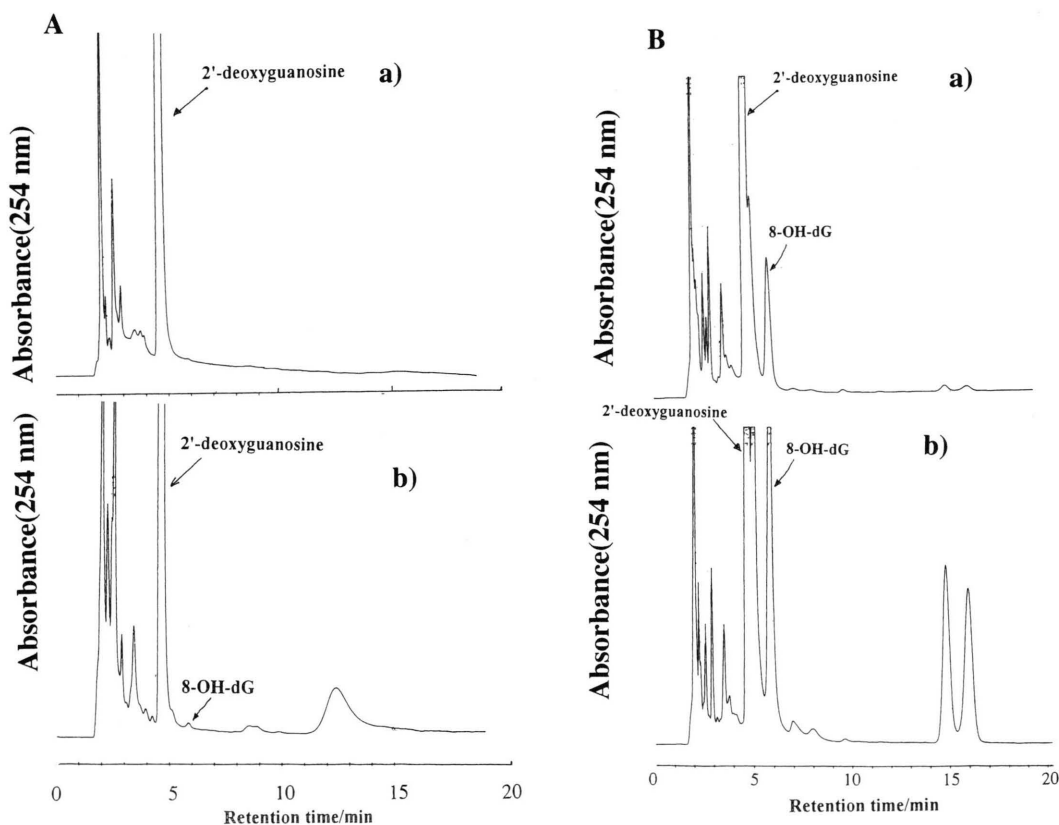 A
2'-deoxyguanosine
a)
Absorbance(254 nm)
2'-deoxyguanosine
b)
Absorbance(254 nm)
8-OH-dG
0 5 10 15 20
Retention time/min
B
a)
2'-deoxyguanosine
8-OH-dG
Absorbance(254 nm)
2'-deoxyguanosine
8-OH-dG
b)
Absorbance(254 nm)
0 5 10 15 20
Retention time/min